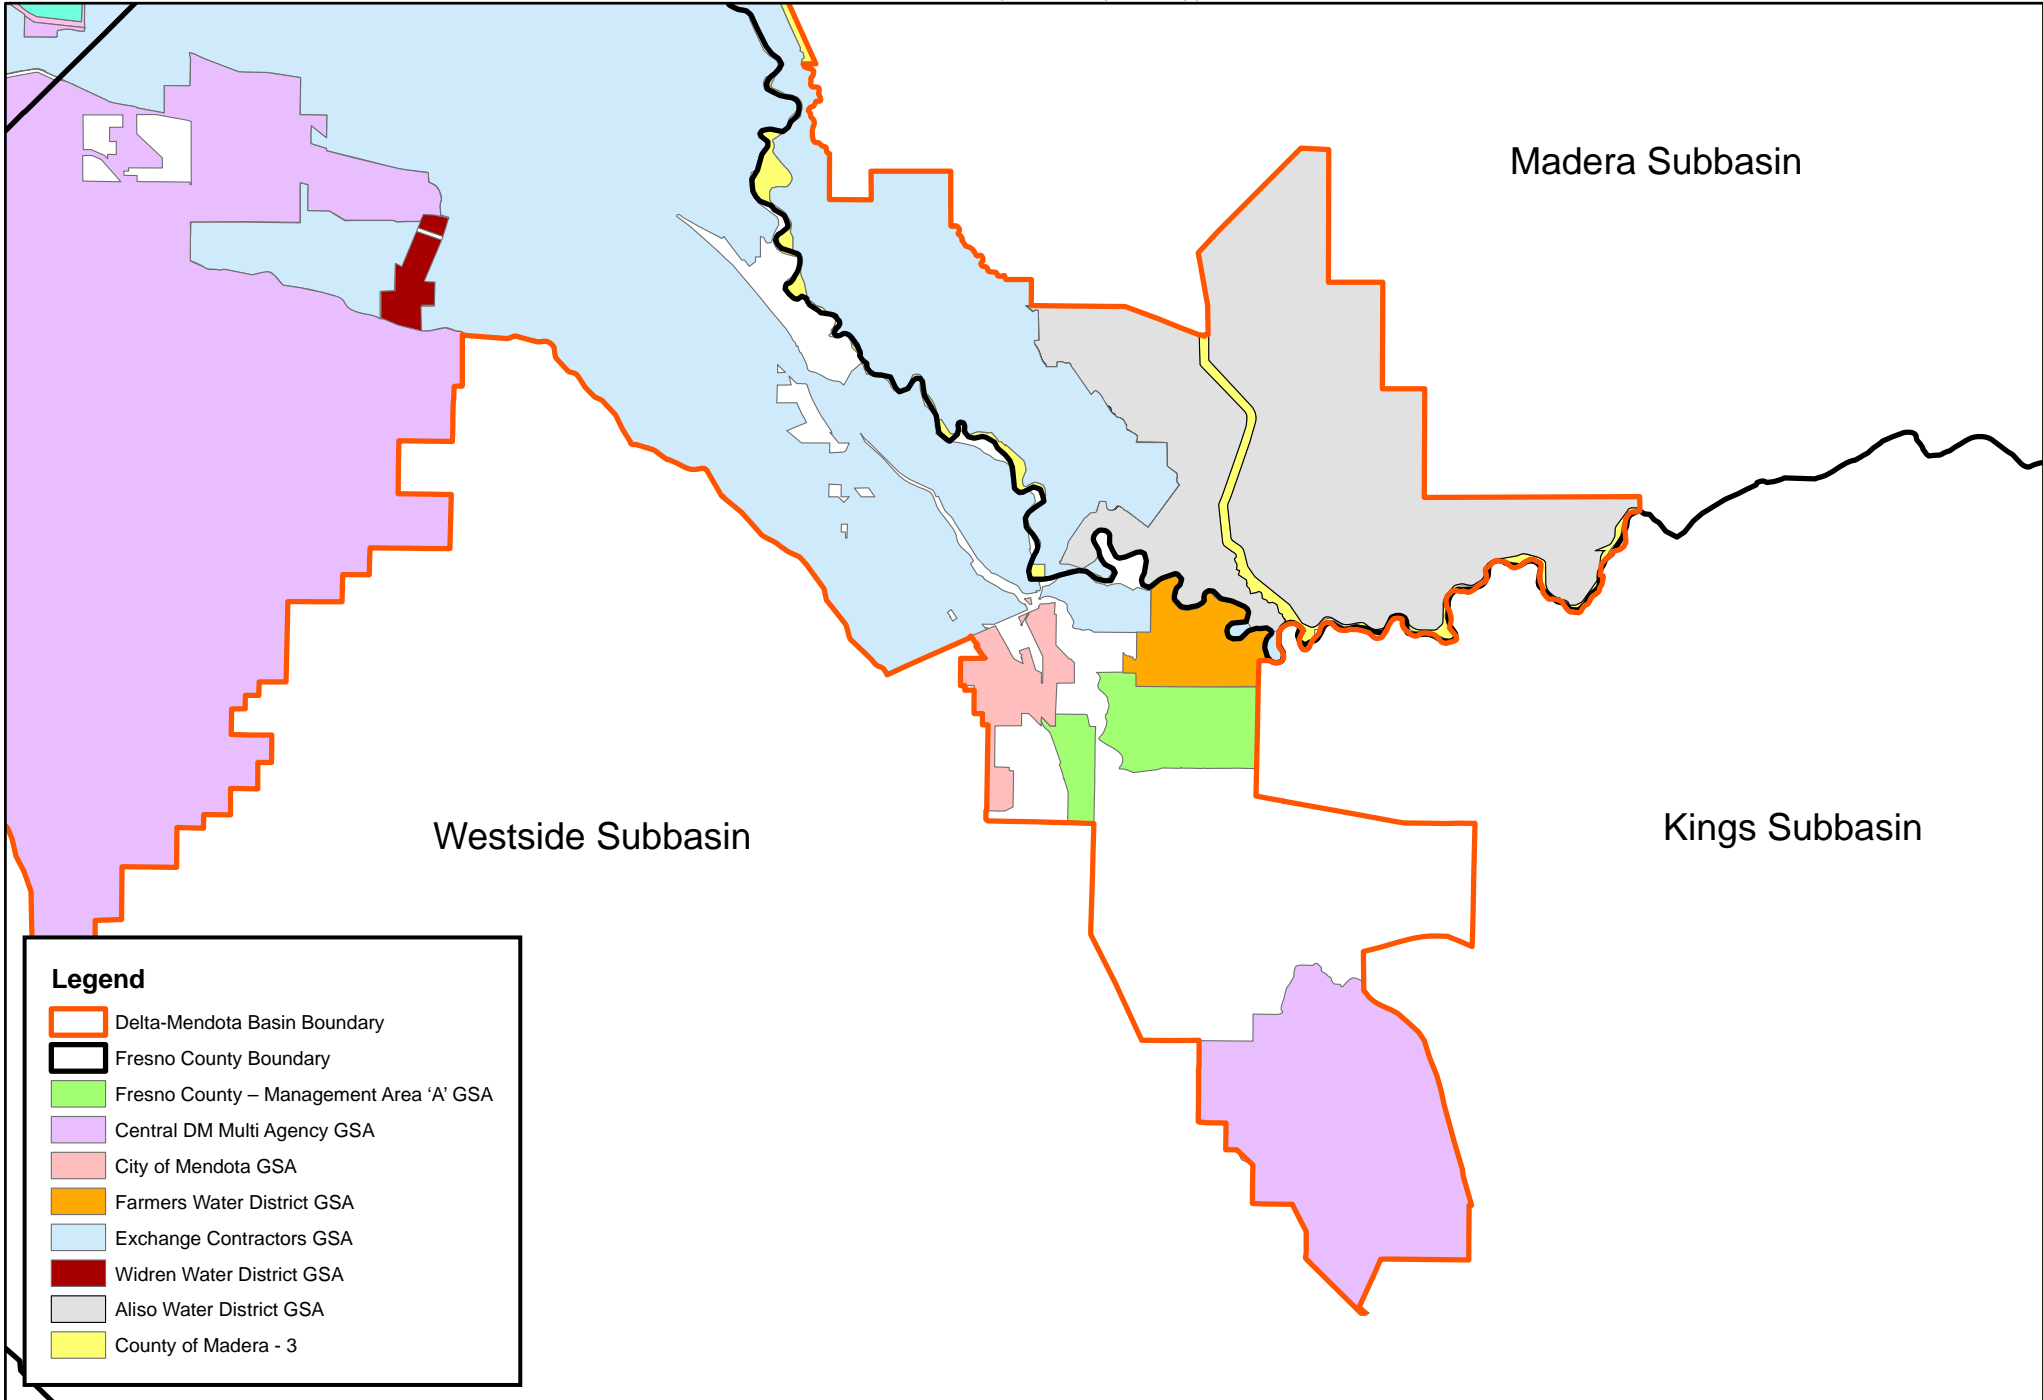 Madera Subbasin
Westside Subbasin
Kings Subbasin
Legend
Delta-Mendota Basin Boundary
Fresno County Boundary
Fresno County – Management Area ‘A’ GSA
Central DM Multi Agency GSA
City of Mendota GSA
Farmers Water District GSA
Exchange Contractors GSA
Widren Water District GSA
Aliso Water District GSA
County of Madera - 3